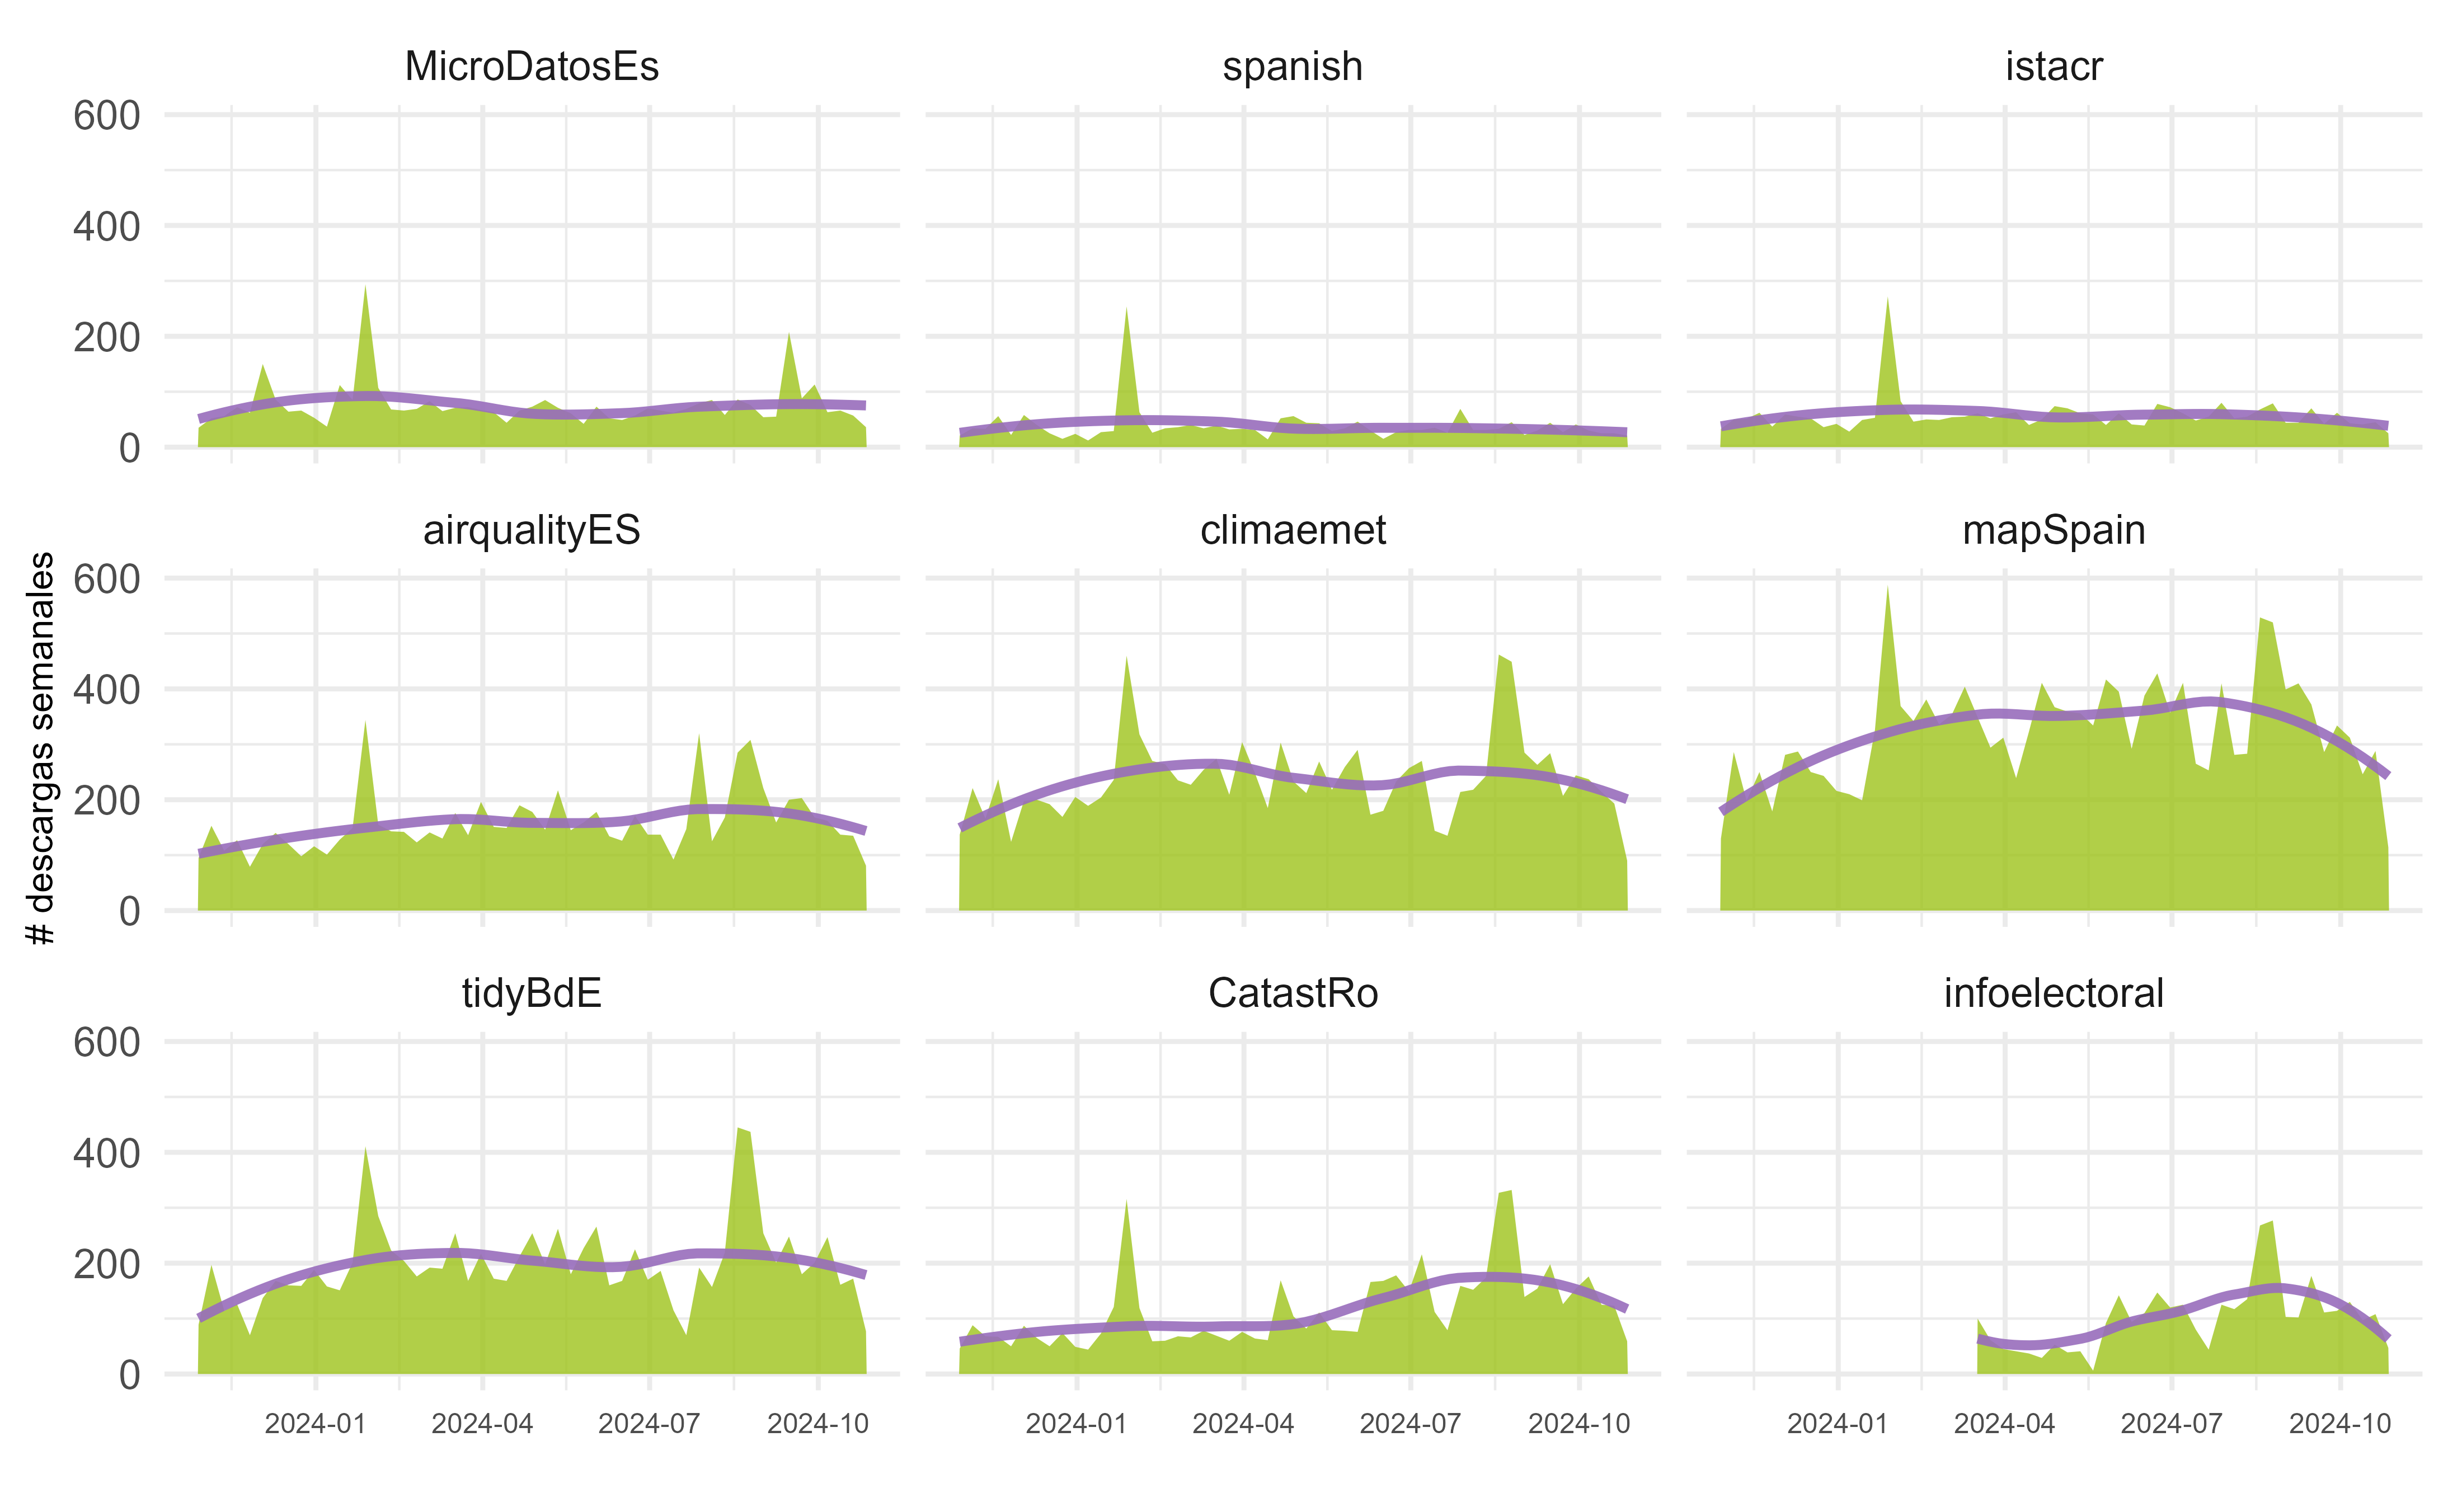 MicroDatosEs
spanish
istacr
600
400
200
0
airqualityES
climaemet
mapSpain
# descargas semanales
600
400
200
0
tidyBdE
CatastRo
infoelectoral
600
400
200
0
2024-01 2024-04 2024-07 2024-10
2024-01 2024-04 2024-07 2024-10
2024-01 2024-04 2024-07 2024-10